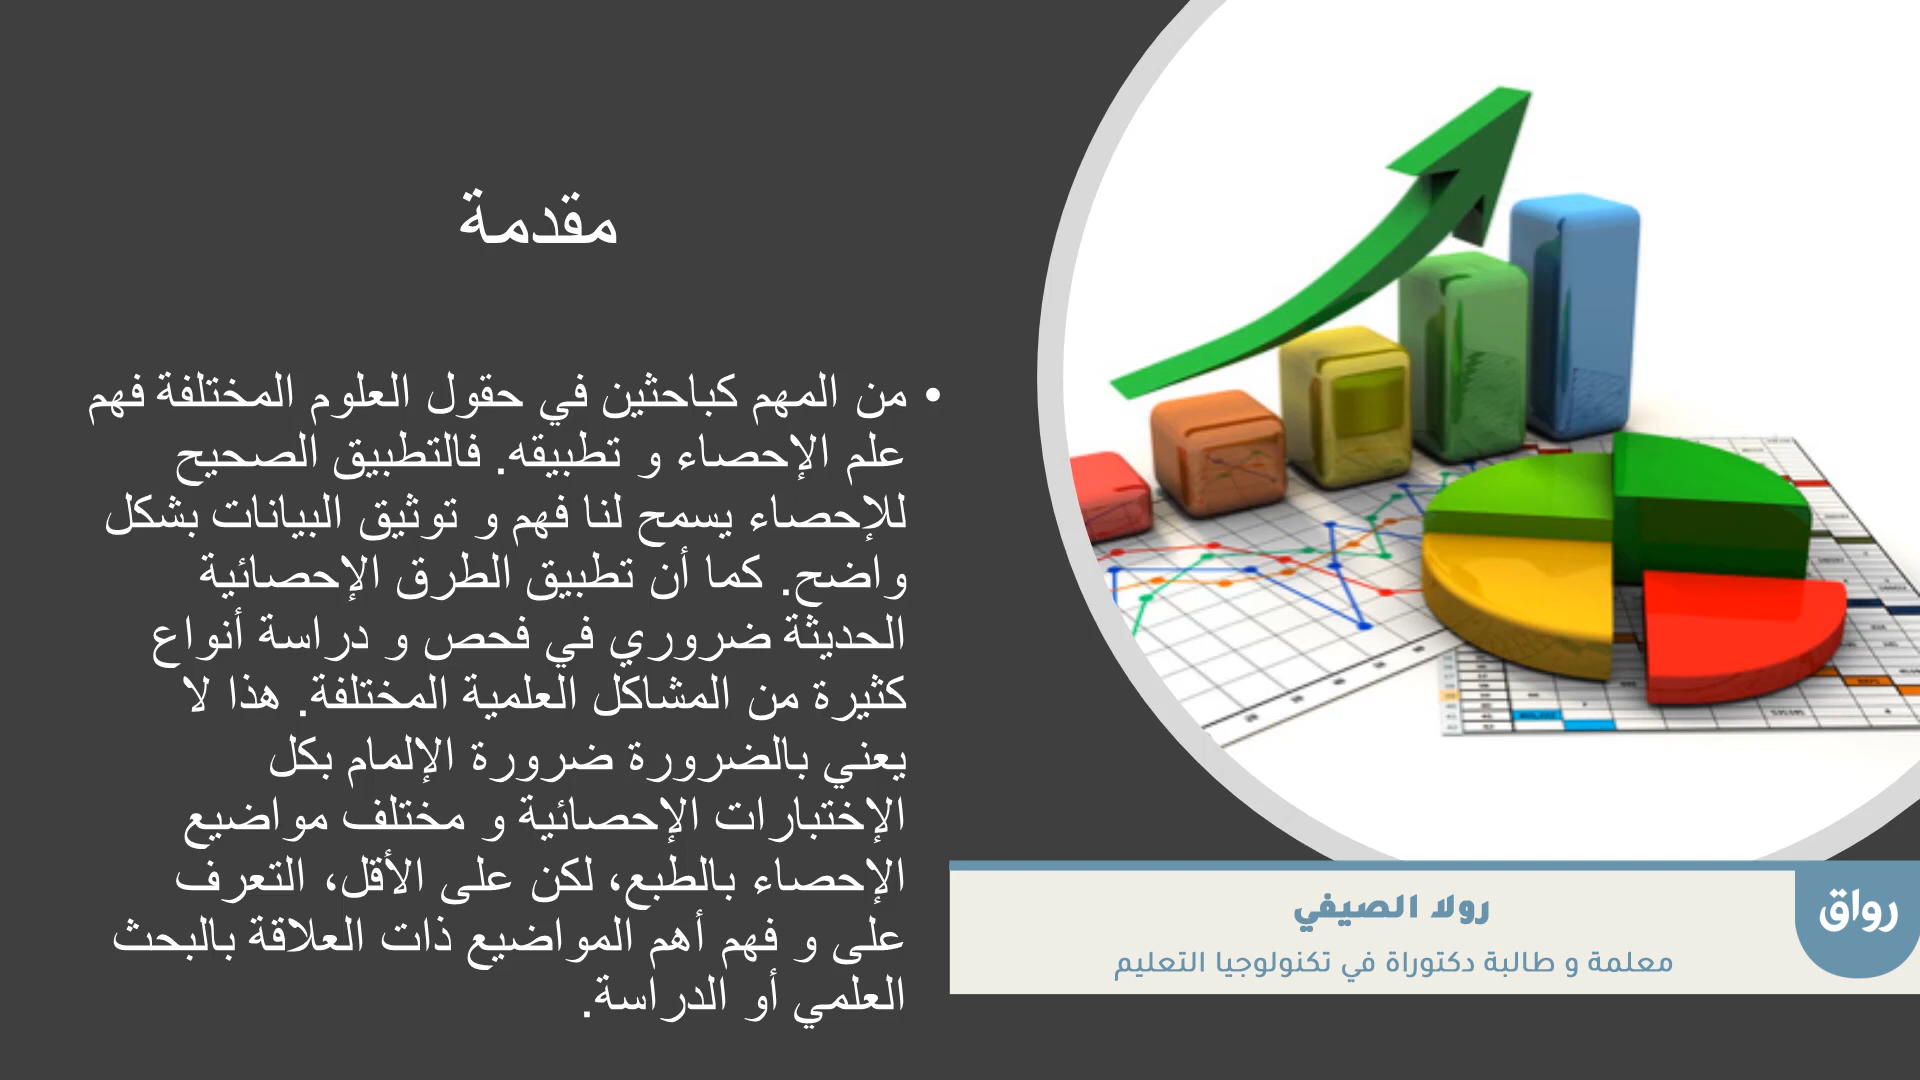 مقدمة
• من المهم كباحثين في حقول العلوم المختلفة فهم
علم الإحصاء و تطبيقه. فالتطبيق الصحيح
للإحصاء يسمح لنا فهم و توثيق البيانات بشكل
واضح. كما أن تطبيق الطرق الإحصائية
الحديثة ضروري في فحص و دراسة أنواع
كثيرة من المشاكل العلمية المختلفة. هذا لا
يعني بالضرورة ضرورة الإلمام بكل
الإختبارات الإحصائية و مختلف مواضيع
الإحصاء بالطبع، لكن على الأقل، التعرف
على و فهم أهم المواضيع ذات العلاقة بالبحث
العلمي أو الدراسة.
رواق
رولا الصيفي
معلمة و طالبة دكتوراة في تكنولوجيا التعليم